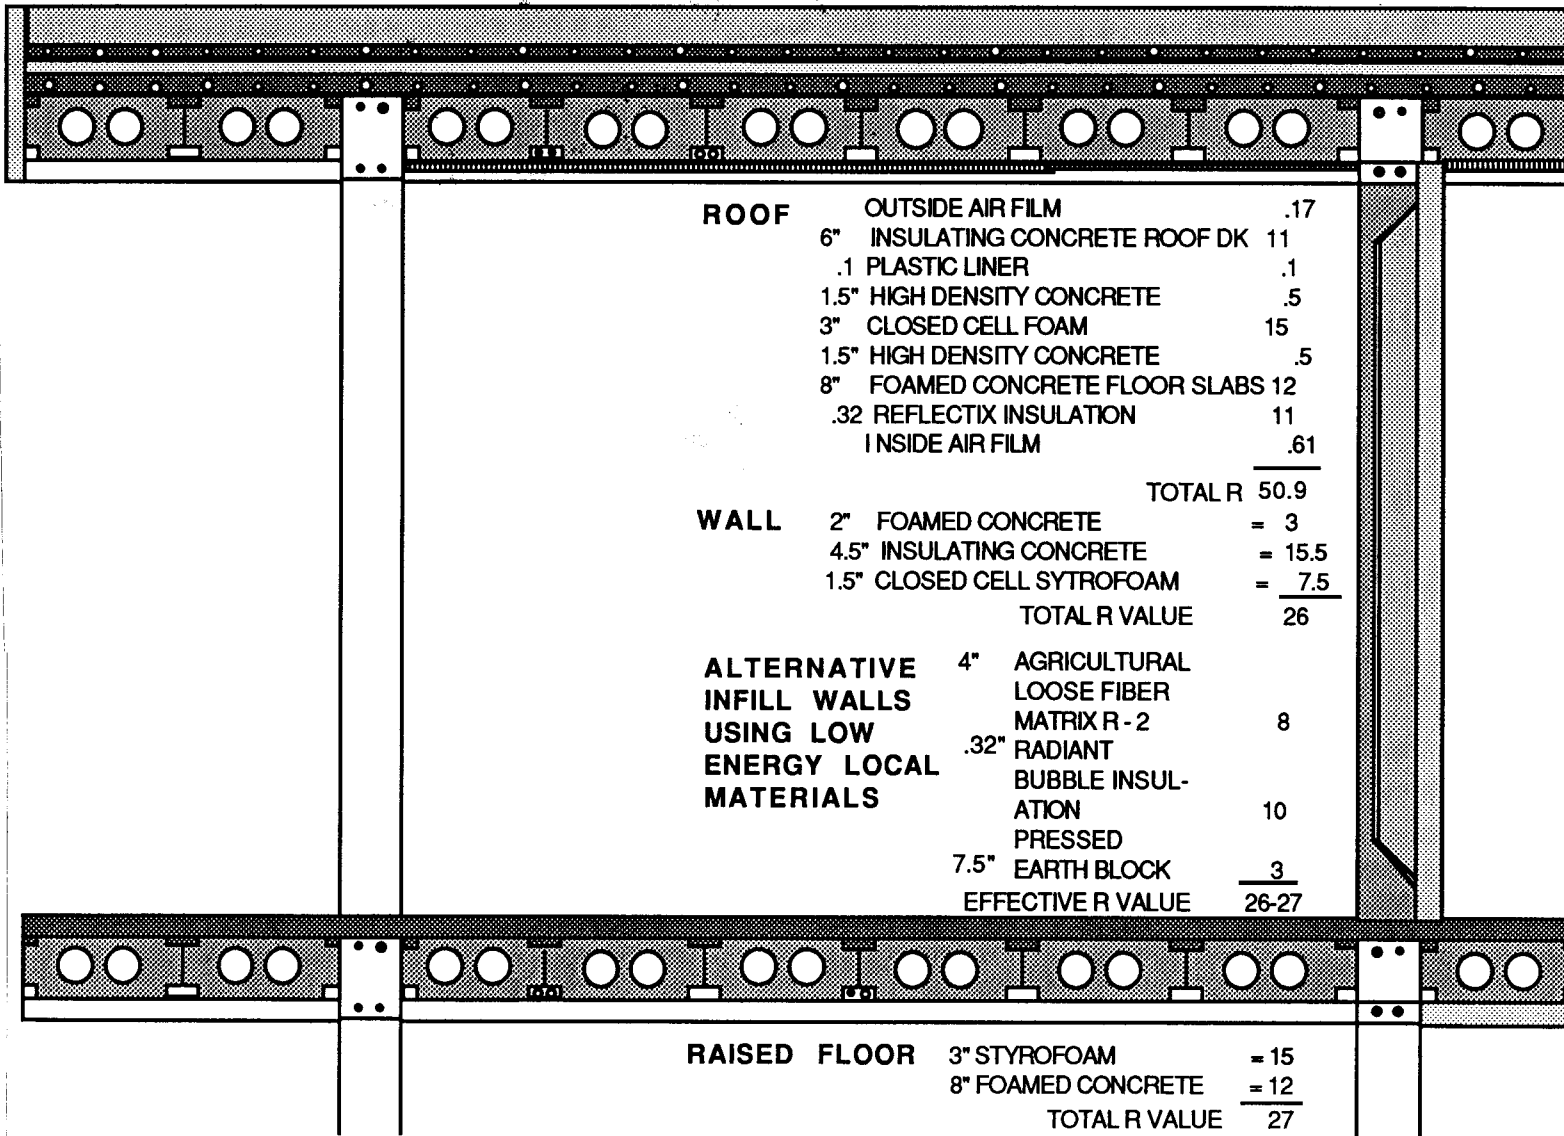 ROOF OUTSIDE AIR FILM .17
6" INSULATING CONCRETE ROOF DK 11
.1 PLASTIC LINER .1
1.5" HIGH DENSITY CONCRETE .5
3" CLOSED CELL FOAM 15
1.5" HIGH DENSITY CONCRETE .5
8" FOAMED CONCRETE FLOOR SLABS 12
.32 REFLECTIX INSULATION 11
I NSIDE AIR FILM .61
TOTAL R 50.9
WALL 2" FOAMED CONCRETE = 3
4.5" INSULATING CONCRETE = 15.5
1.5" CLOSED CELL SYTROFOAM = 7.5
TOTAL R VALUE 26
ALTERNATIVE
INFILL WALLS
USING LOW
ENERGY LOCAL
MATERIALS
4" AGRICULTURAL
LOOSE FIBER
MATRIX R - 2 8
.32" RADIANT
BUBBLE INSUL-
ATION 10
PRESSED
7.5" EARTH BLOCK 3
EFFECTIVE R VALUE 26-27
RAISED FLOOR 3" STYROFOAM = 15
8" FOAMED CONCRETE = 12
TOTAL R VALUE 27